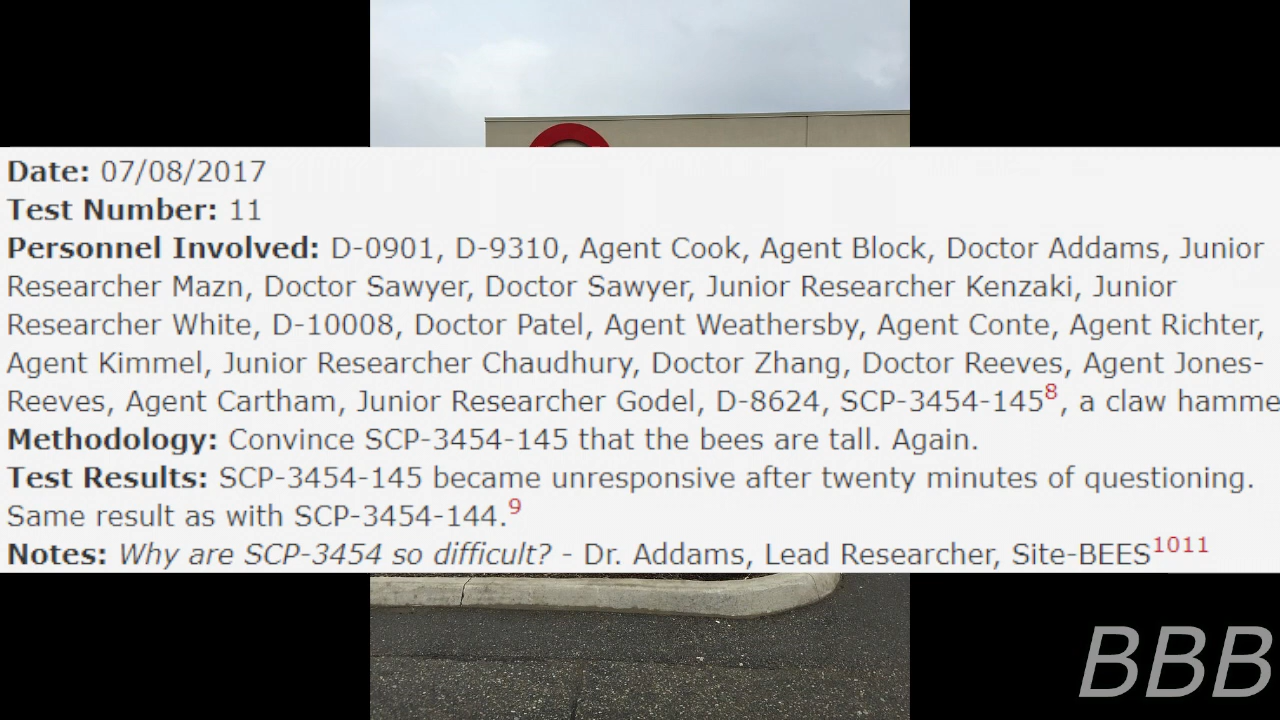 Date: 07/08/2017
Test Number: 11
Personnel Involved: D-0901, D-9310, Agent Cook, Agent Block, Doctor Addams, Junior
Researcher Mazn, Doctor Sawyer, Doctor Sawyer, Junior Researcher Kenzaki, Junior
Researcher White, D-10008, Doctor Patel, Agent Weathersby, Agent Conte, Agent Richter,
Agent Kimmel, Junior Researcher Chaudhury, Doctor Zhang, Doctor Reeves, Agent Jones-
Reeves, Agent Cartham, Junior Researcher Godel, D-8624, SCP-3454-145⁸, a claw hamme
Methodology: Convince SCP-3454-145 that the bees are tall. Again.
Test Results: SCP-3454-145 became unresponsive after twenty minutes of questioning.
Same result as with SCP-3454-144.⁹
Notes: Why are SCP-3454 so difficult? - Dr. Addams, Lead Researcher, Site-BEES¹⁰¹¹
BBB